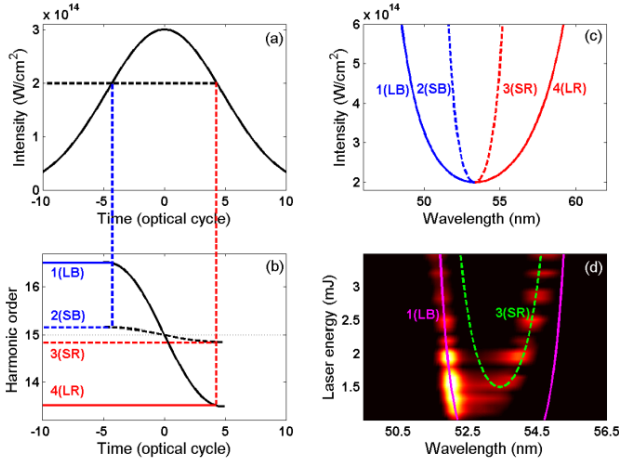 x 10^14
(a)
Intensity (W/cm^2)
3
2
1
0
-10 -5 0 5 10
Time (optical cycle)
x 10^14
(c)
Intensity (W/cm^2)
6
5
4
3
2
1(LB) 2(SB) 3(SR) 4(LR)
50 55 60
Wavelength (nm)
(b)
Harmonic order
16
15
14
1(LB)
2(SB)
3(SR)
4(LR)
-10 -5 0 5 10
Time (optical cycle)
(d)
Laser energy (mJ)
3
2.5
2
1.5
1(LB) 3(SR)
50.5 52.5 54.5 56.5
Wavelength (nm)